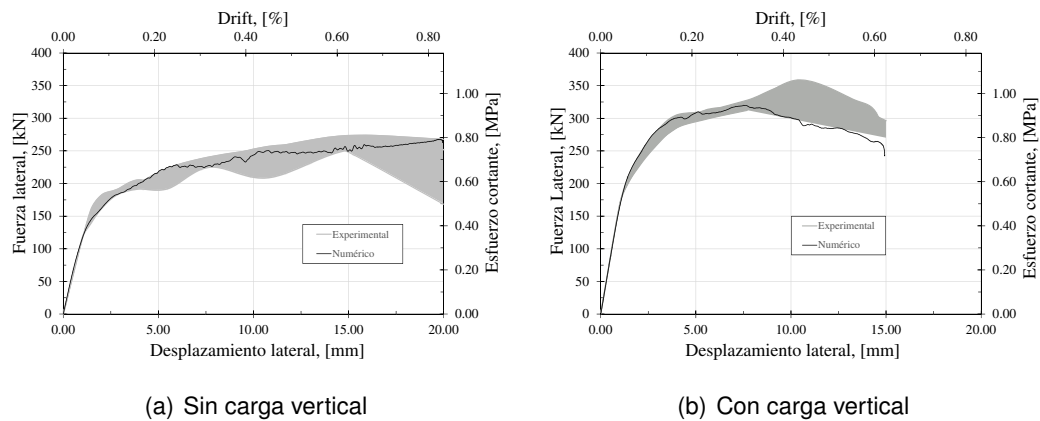 Drift, [%]
0.00 0.20 0.40 0.60 0.80
400
350
300
250
200
150
100
50
0
Fuerza lateral, [kN]
1.00
0.80
0.60
0.40
0.20
0.00
Esfuerzo cortante, [MPa]
Experimental
Numérico
0.00 5.00 10.00 15.00 20.00
Desplazamiento lateral, [mm]
(a) Sin carga vertical
Drift, [%]
0.00 0.20 0.40 0.60 0.80
400
350
300
250
200
150
100
50
0
Fuerza Lateral, [kN]
1.00
0.80
0.60
0.40
0.20
0.00
Esfuerzo cortante, [MPa]
Experimental
Numérico
0.00 5.00 10.00 15.00 20.00
Desplazamiento lateral, [mm]
(b) Con carga vertical